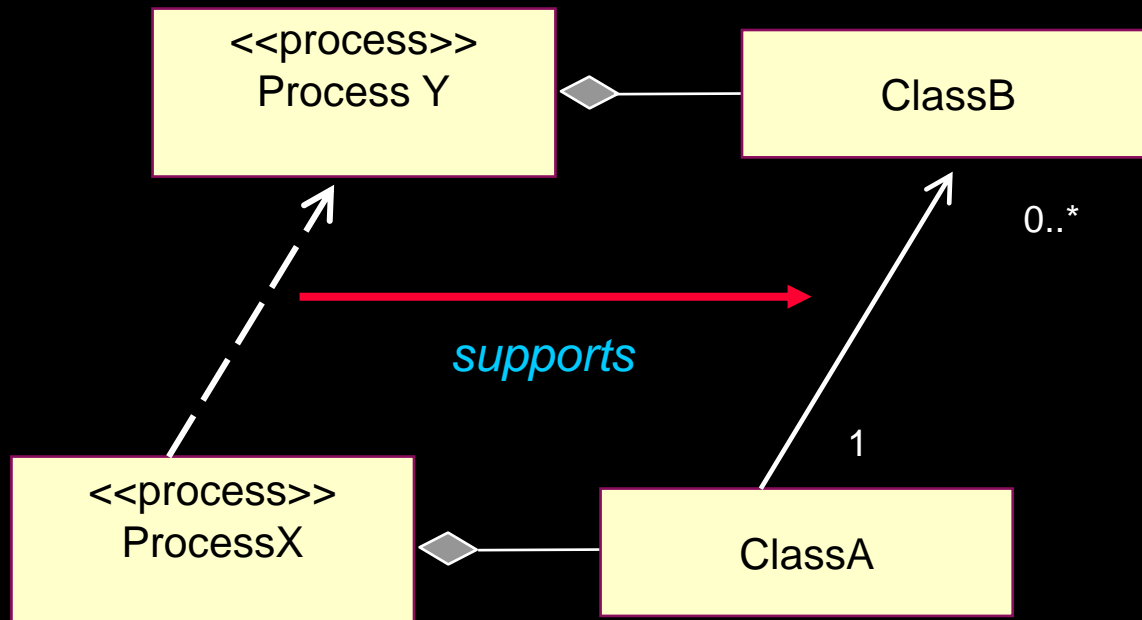 <<process>>
Process Y
ClassB
0..*
supports
1
<<process>>
ProcessX
ClassA